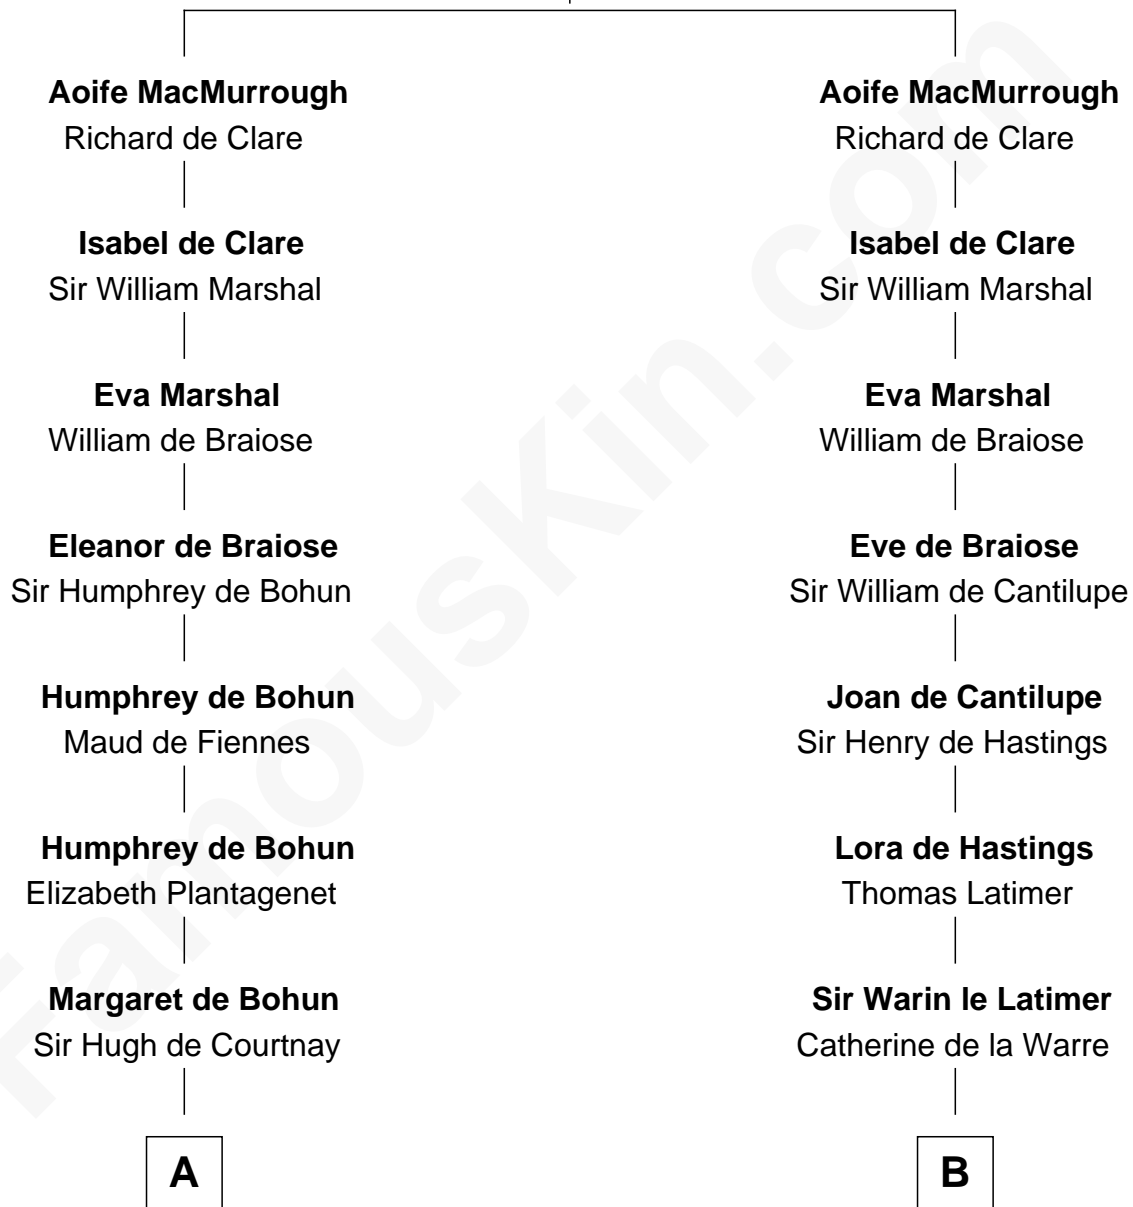 Aoife MacMurrough
Richard de Clare
Isabel de Clare
Sir William Marshal
Eva Marshal
William de Braiose
Eleanor de Braiose
Sir Humphrey de Bohun
Humphrey de Bohun
Maud de Fiennes
Humphrey de Bohun
Elizabeth Plantagenet
Margaret de Bohun
Sir Hugh de Courtnay
A
Aoife MacMurrough
Richard de Clare
Isabel de Clare
Sir William Marshal
Eva Marshal
William de Braiose
Eve de Braiose
Sir William de Cantilupe
Joan de Cantilupe
Sir Henry de Hastings
Lora de Hastings
Thomas Latimer
Sir Warin le Latimer
Catherine de la Warre
B
FamousKin.com